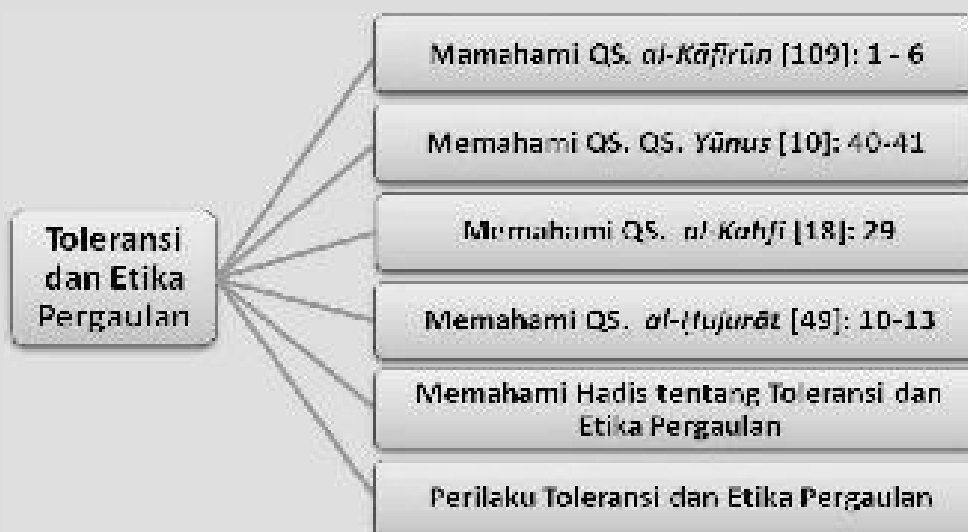 Toleransi
dan Etika
Pergaulan
Mamahami QS. al-Kāfirūn [109]: 1 - 6
Memahami QS. QS. Yūnus [10]: 40-41
Memahami QS. al-Kahfi [18]: 29
Memahami QS. al-Hujurāt [49]: 10-13
Memahami Hadis tentang Toleransi dan
Etika Pergaulan
Perilaku Toleransi dan Etika Pergaulan